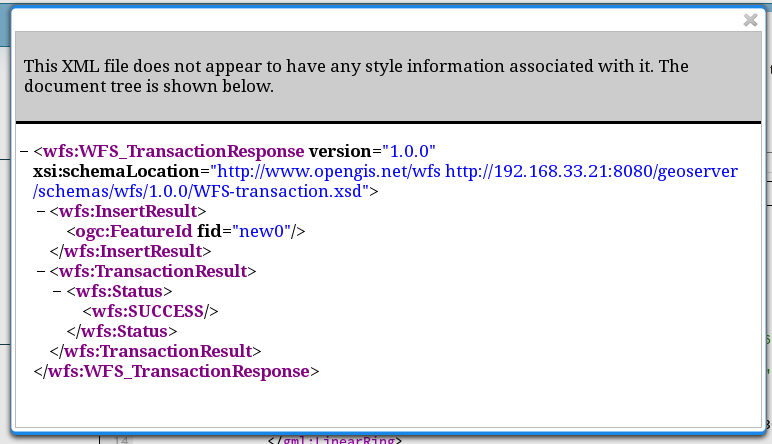 This XML file does not appear to have any style information associated with it. The
document tree is shown below.
− <wfs:WFS_TransactionResponse version="1.0.0"
xsi:schemaLocation="http://www.opengis.net/wfs http://192.168.33.21:8080/geoserver
/schemas/wfs/1.0.0/WFS-transaction.xsd">
− <wfs:InsertResult>
<ogc:FeatureId fid="new0"/>
</wfs:InsertResult>
− <wfs:TransactionResult>
− <wfs:Status>
<wfs:SUCCESS/>
</wfs:Status>
</wfs:TransactionResult>
</wfs:WFS_TransactionResponse>
14 </gml:LinearRing>